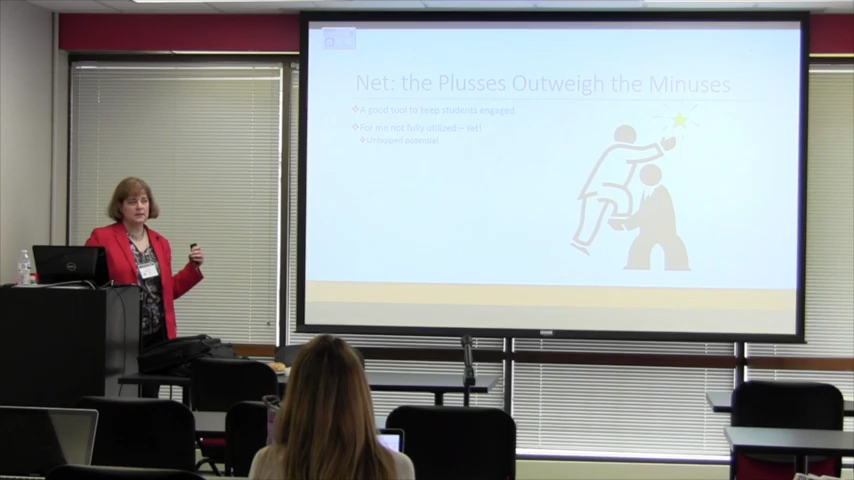 Net: the Plusses Outweigh the Minuses
❖A good tool to keep students engaged
❖For me not fully utilized – Yet!
❖Untapped potential
DELL